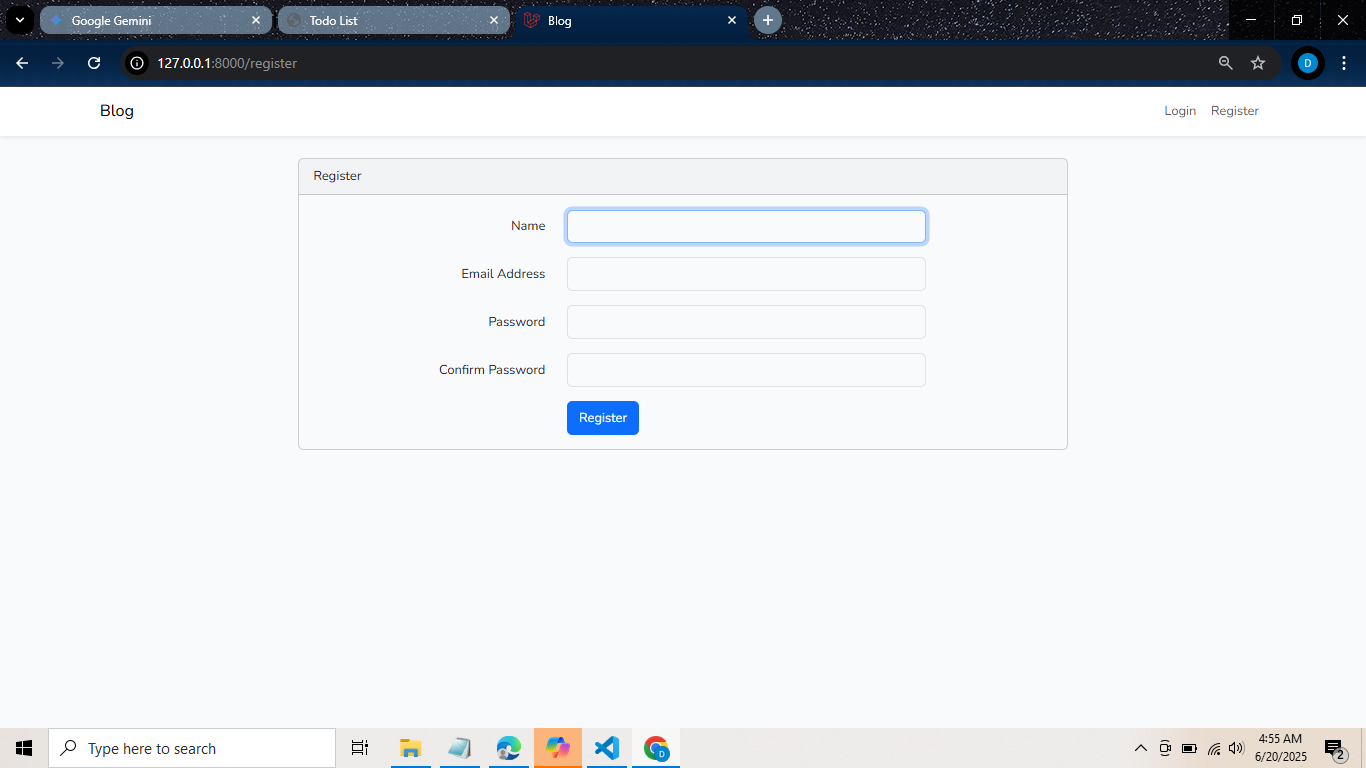 Google Gemini
Todo List
Blog
127.0.0.1:8000/register
D
Blog
Login Register
Register
Name
Email Address
Password
Confirm Password
Register
Type here to search
D
4:55 AM
6/20/2025
2